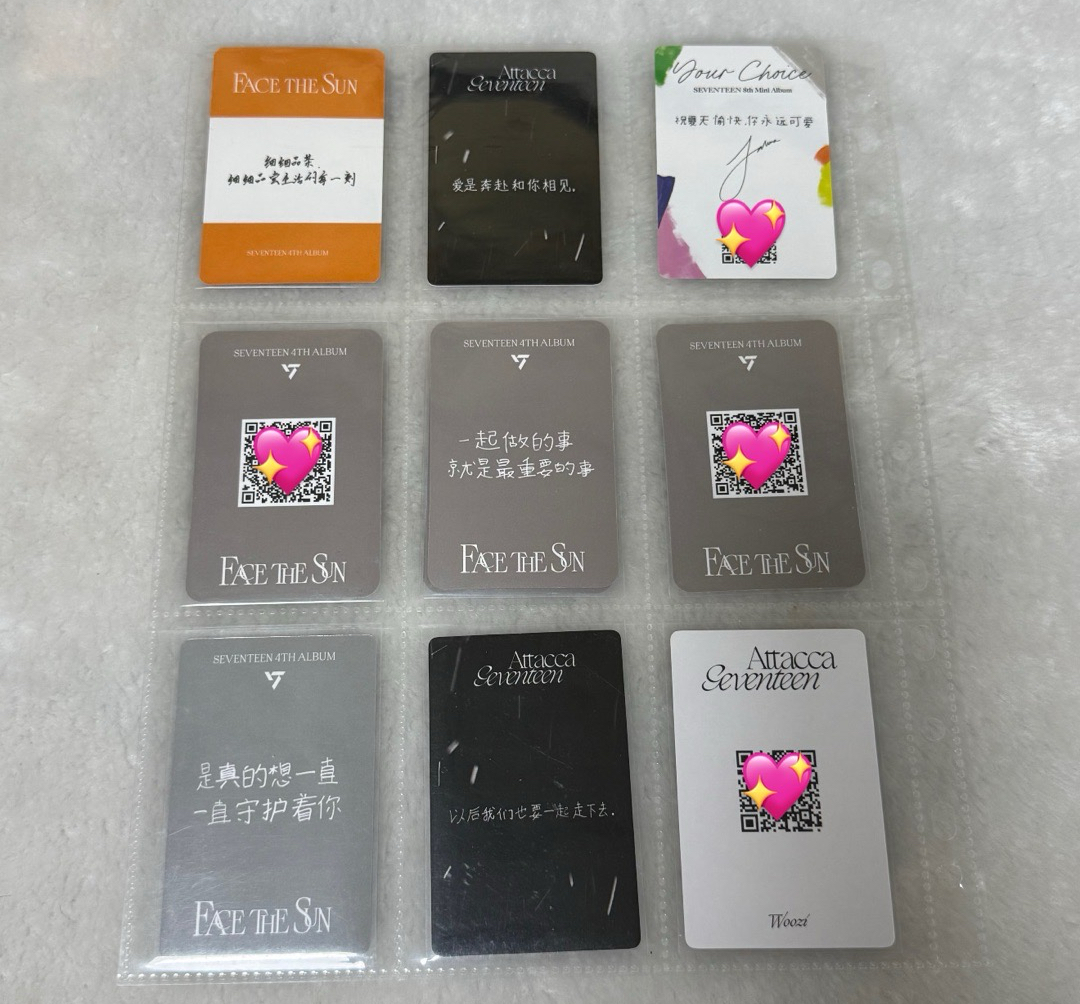 FACE THE SUN
细细品茶,
细细品尝生活的每一刻
SEVENTEEN 4TH ALBUM
Attacca
Seventeen
爱是奔赴和你相见.
Your Choice
SEVENTEEN 8th Mini Album
祝夏天愉快,你永远可爱
SEVENTEEN 4TH ALBUM
FACE THE SUN
SEVENTEEN 4TH ALBUM
一起做的事
就是最重要的事
FACE THE SUN
SEVENTEEN 4TH ALBUM
FACE THE SUN
SEVENTEEN 4TH ALBUM
是真的想一直
一直守护着你
FACE THE SUN
Attacca
Seventeen
以后我们也要一起走下去.
Attacca
Seventeen
Woozi